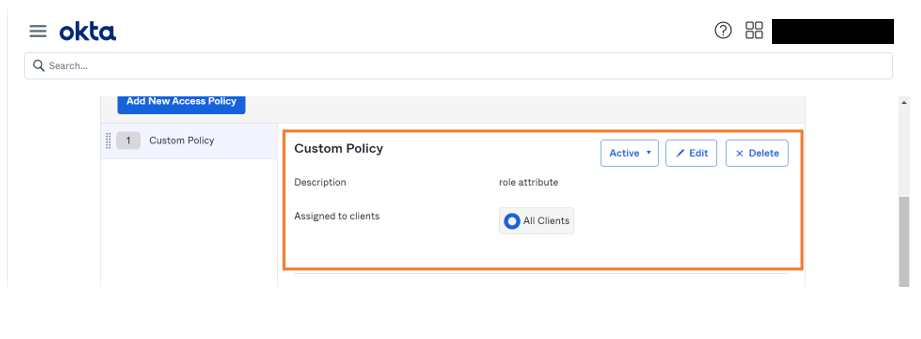 okta
Search...
Add New Access Policy
1 Custom Policy
Custom Policy
Active Edit Delete
Description role attribute
Assigned to clients All Clients